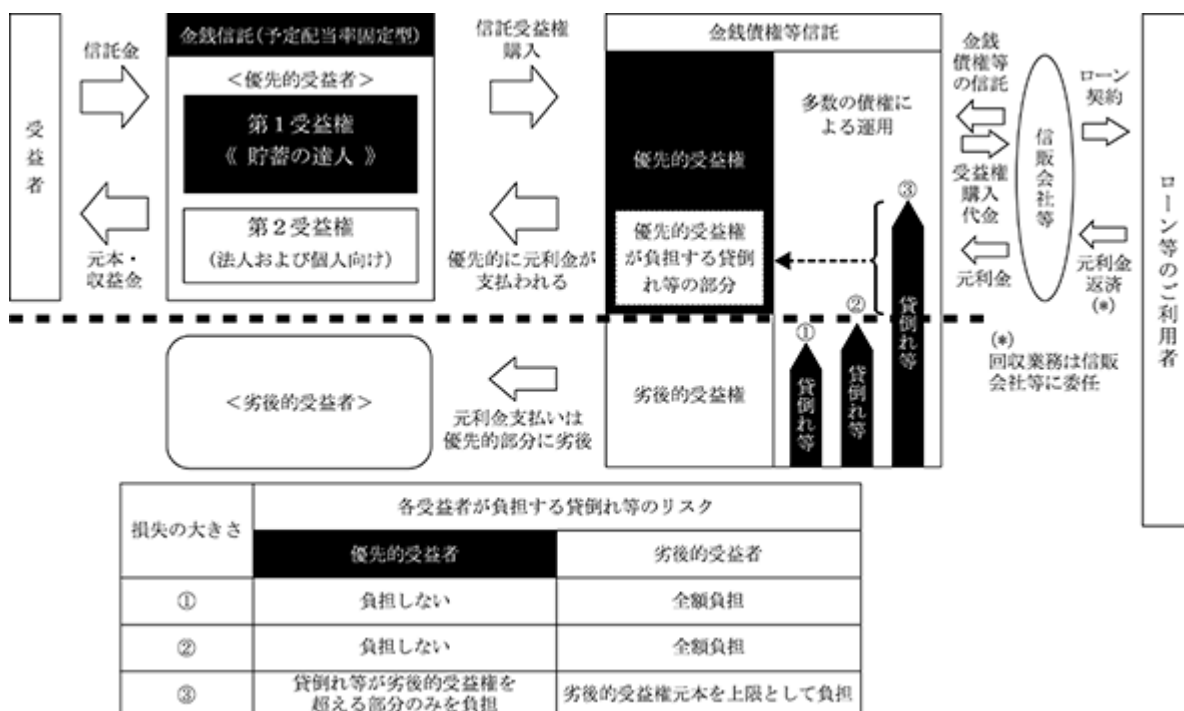 受益者
信託金
元本・
収益金
金銭信託(予定配当率固定型)
<優先的受益者>
第1受益権
《 貯蓄の達人 》
第2受益権
(法人および個人向け)
信託受益権
購入
優先的に元利金が
支払われる
金銭債権等信託
優先的受益権
優先的受益権
が負担する貸倒
れ等の部分
多数の債権に
よる運用
③
②
①
貸倒れ等
貸倒れ等
貸倒れ等
金銭
債権等
の信託
受益権
購入
代金
元利金
信販会社等
ローン
契約
元利金
返済
(*)
ローン等のご利用者
(*)
回収業務は信販
会社等に委任
<劣後的受益者>
元利金支払いは
優先的部分に劣後
劣後的受益権
損失の大きさ
各受益者が負担する貸倒れ等のリスク
優先的受益者
劣後的受益者
①
負担しない
全額負担
②
負担しない
全額負担
③
貸倒れ等が劣後的受益権を
超える部分のみを負担
劣後的受益権元本を上限として負担